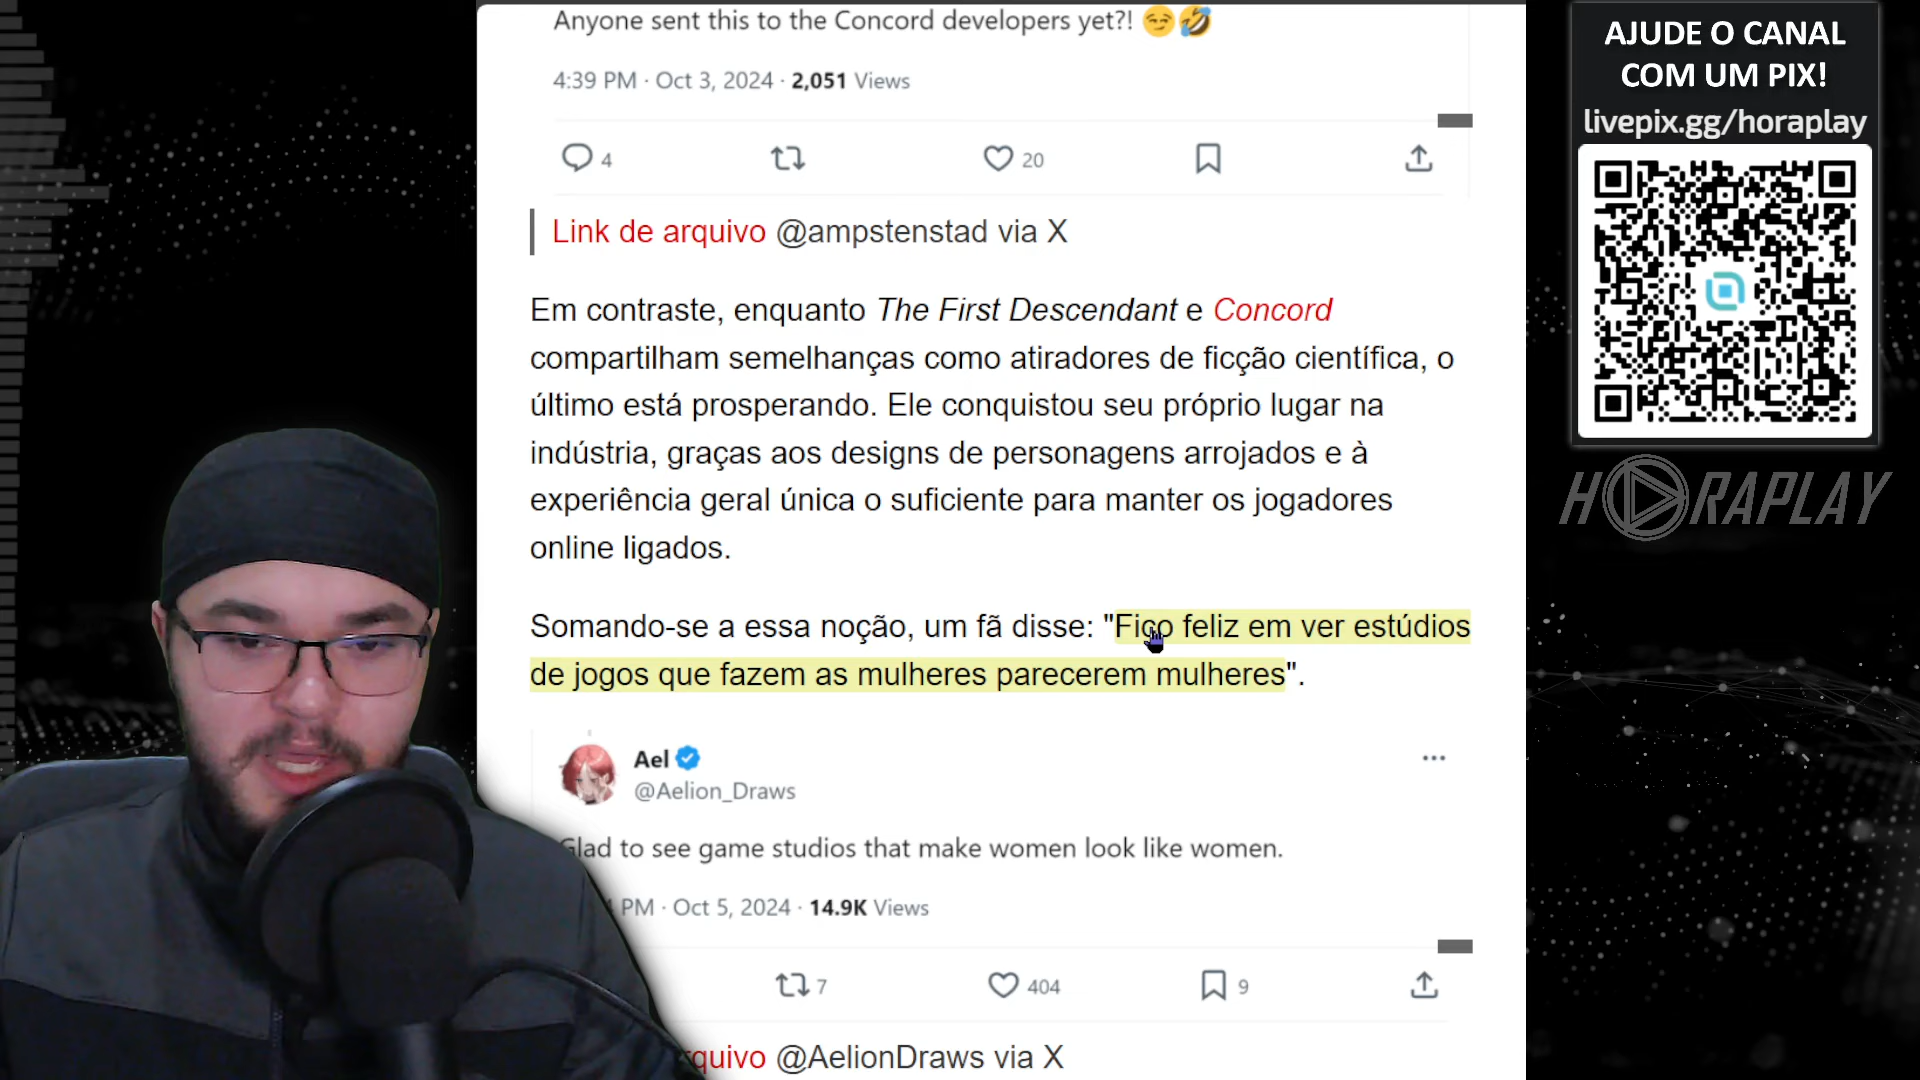 Anyone sent this to the Concord developers yet?! 😏🤣
4:39 PM · Oct 3, 2024 · 2,051 Views
4
20
Link de arquivo @ampstenstad via X
Em contraste, enquanto The First Descendant e Concord
compartilham semelhanças como atiradores de ficção científica, o
último está prosperando. Ele conquistou seu próprio lugar na
indústria, graças aos designs de personagens arrojados e à
experiência geral única o suficiente para manter os jogadores
online ligados.
Somando-se a essa noção, um fã disse: "Fico feliz em ver estúdios
de jogos que fazem as mulheres parecerem mulheres".
Ael
@Aelion_Draws
Glad to see game studios that make women look like women.
PM · Oct 5, 2024 · 14.9K Views
7
404
9
@AelionDraws via X
AJUDE O CANAL
COM UM PIX!
livepix.gg/horaplay
HORAPLAY